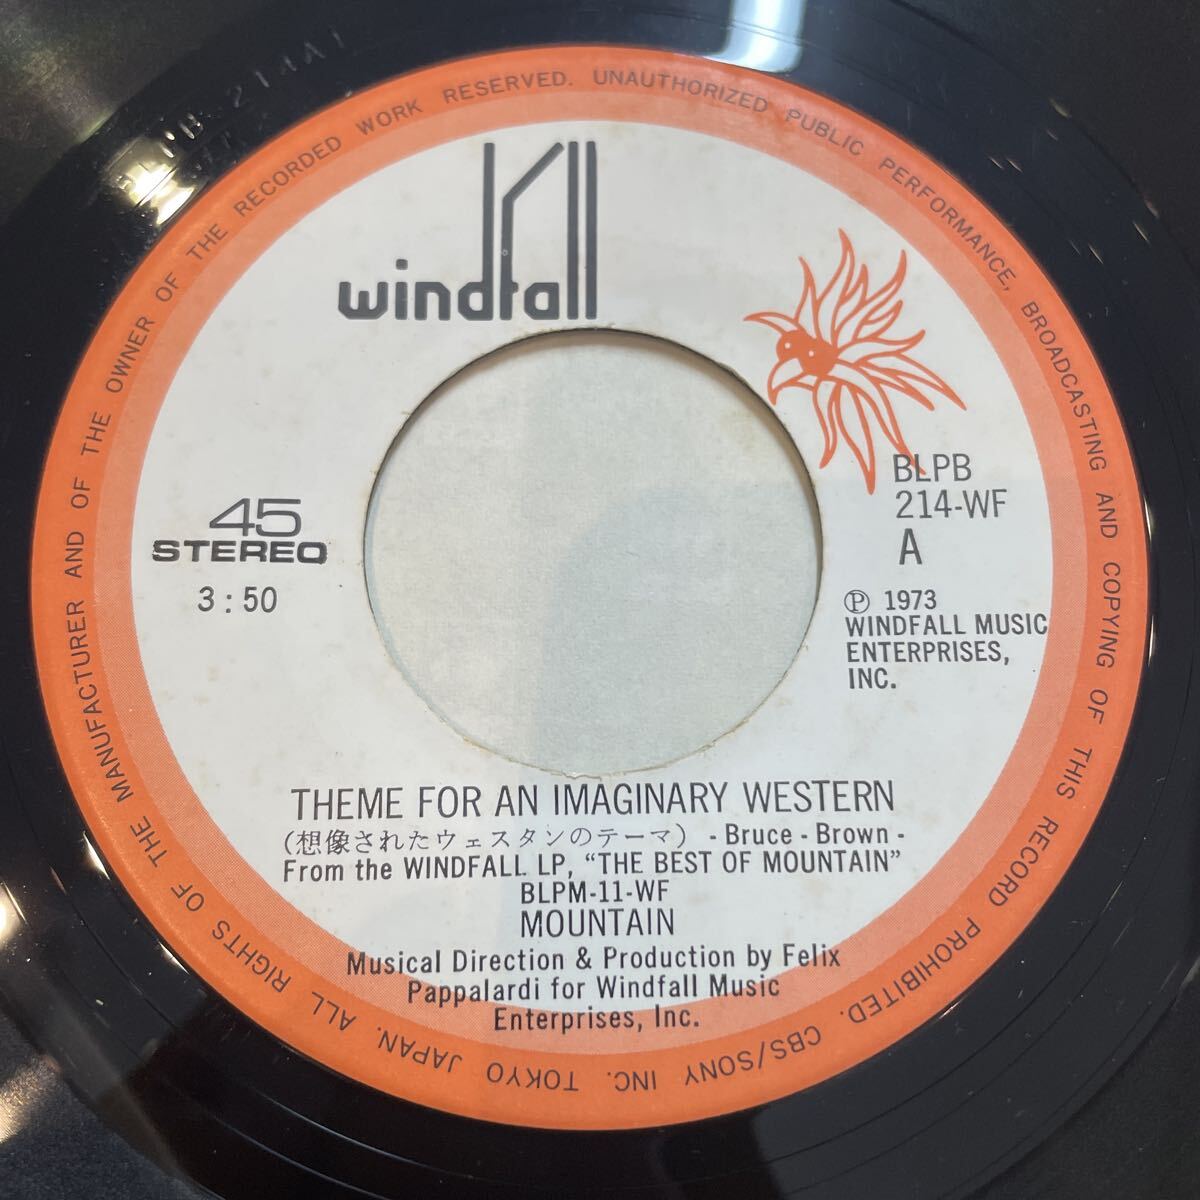 windfall
45
STEREO
3:50
BLPB
214-WF
A
Ⓟ 1973
WINDFALL MUSIC
ENTERPRISES,
INC.
THEME FOR AN IMAGINARY WESTERN
(想像されたウェスタンのテーマ) - Bruce - Brown -
From the WINDFALL LP, “THE BEST OF MOUNTAIN”
BLPM-11-WF
MOUNTAIN
Musical Direction & Production by Felix
Pappalardi for Windfall Music
Enterprises, Inc.
ALL RIGHTS OF THE MANUFACTURER AND OF THE OWNER OF THE RECORDED WORK RESERVED. UNAUTHORIZED PUBLIC PERFORMANCE, BROADCASTING AND COPYING OF THIS RECORD PROHIBITED. CBS/SONY INC. TOKYO JAPAN.